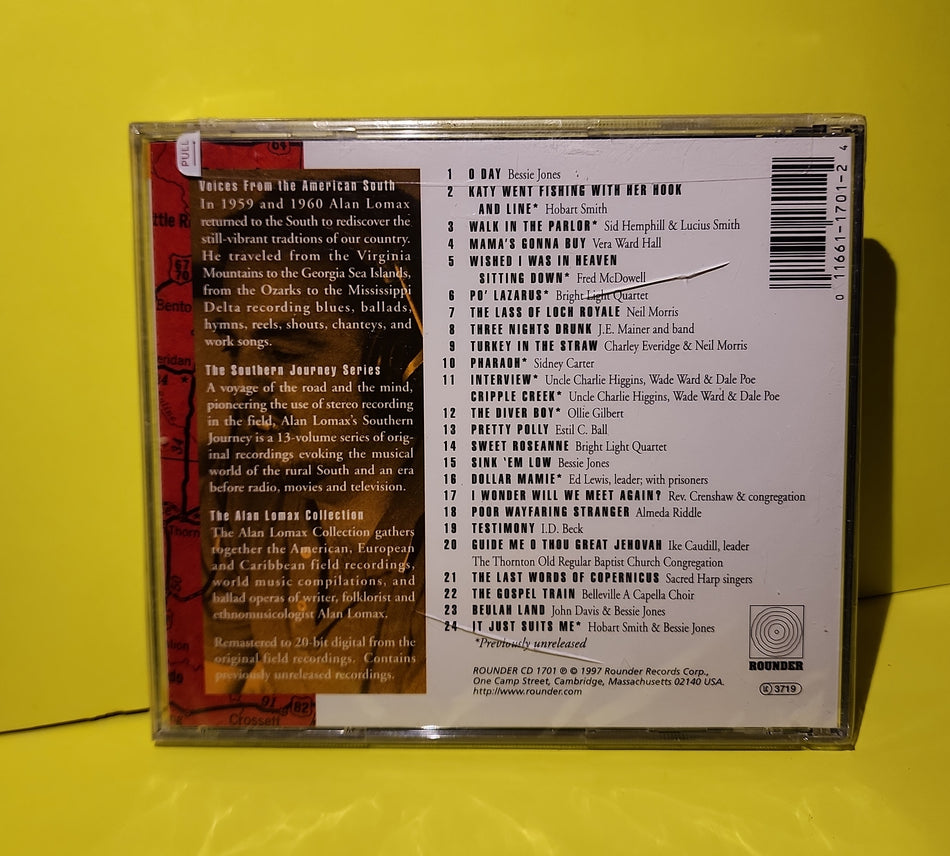 PULL
64
Voices From the American South
In 1959 and 1960 Alan Lomax
returned to the South to rediscover the
still-vibrant tradtions of our country.
He traveled from the Virginia
Mountains to the Georgia Sea Islands,
from the Ozarks to the Mississippi
Delta recording blues, ballads,
hymns, reels, shouts, chanteys, and
work songs.
The Southern Journey Series
A voyage of the road and the mind,
pioneering the use of stereo recording
in the field, Alan Lomax's Southern
Journey is a 13-volume series of orig-
inal recordings evoking the musical
world of the rural South and an era
before radio, movies and television.
The Alan Lomax Collection
The Alan Lomax Collection gathers
together the American, European
and Caribbean field recordings,
world music compilations, and
ballad operas of writer, folklorist and
ethnomusicologist Alan Lomax.
Remastered to 20-bit digital from the
original field recordings. Contains
previously unreleased recordings.
ttle R
67
70
Bento
eridan
34
Thorn
91
82
Crossett
1 O DAY Bessie Jones
2 KATY WENT FISHING WITH HER HOOK
AND LINE* Hobart Smith
3 WALK IN THE PARLOR* Sid Hemphill & Lucius Smith
4 MAMA'S GONNA BUY Vera Ward Hall
5 WISHED I WAS IN HEAVEN
SITTING DOWN* Fred McDowell
6 PO' LAZARUS* Bright Light Quartet
7 THE LASS OF LOCH ROYALE Neil Morris
8 THREE NIGHTS DRUNK J.E. Mainer and band
9 TURKEY IN THE STRAW Charley Everidge & Neil Morris
10 PHARAOH* Sidney Carter
11 INTERVIEW* Uncle Charlie Higgins, Wade Ward & Dale Poe
CRIPPLE CREEK* Uncle Charlie Higgins, Wade Ward & Dale Poe
12 THE DIVER BOY* Ollie Gilbert
13 PRETTY POLLY Estil C. Ball
14 SWEET ROSEANNE Bright Light Quartet
15 SINK 'EM LOW Bessie Jones
16 DOLLAR MAMIE* Ed Lewis, leader; with prisoners
17 I WONDER WILL WE MEET AGAIN? Rev. Crenshaw & congregation
18 POOR WAYFARING STRANGER Almeda Riddle
19 TESTIMONY I.D. Beck
20 GUIDE ME O THOU GREAT JEHOVAH Ike Caudill, leader
The Thornton Old Regular Baptist Church Congregation
21 THE LAST WORDS OF COPERNICUS Sacred Harp singers
22 THE GOSPEL TRAIN Belleville A Capella Choir
23 BEULAH LAND John Davis & Bessie Jones
24 IT JUST SUITS ME* Hobart Smith & Bessie Jones
*Previously unreleased
ROUNDER CD 1701 ℗ © 1997 Rounder Records Corp.,
One Camp Street, Cambridge, Massachusetts 02140 USA.
http://www.rounder.com
0 11661-1701-2 4
ROUNDER
3719